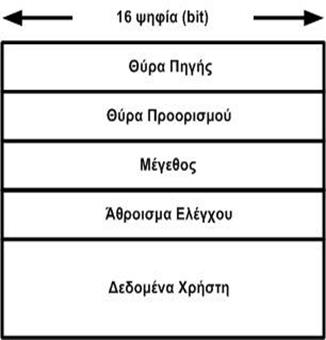 16 ψηφία (bit)
Θύρα Πηγής
Θύρα Προορισμού
Μέγεθος
Άθροισμα Ελέγχου
Δεδομένα Χρήστη